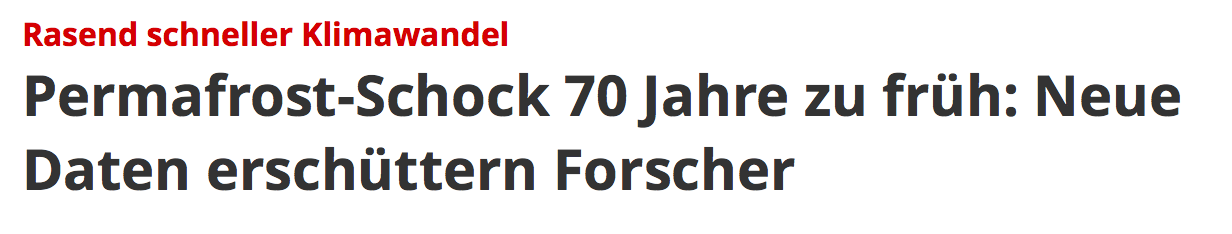 Rasend schneller Klimawandel
Permafrost-Schock 70 Jahre zu früh: Neue
Daten erschüttern Forscher